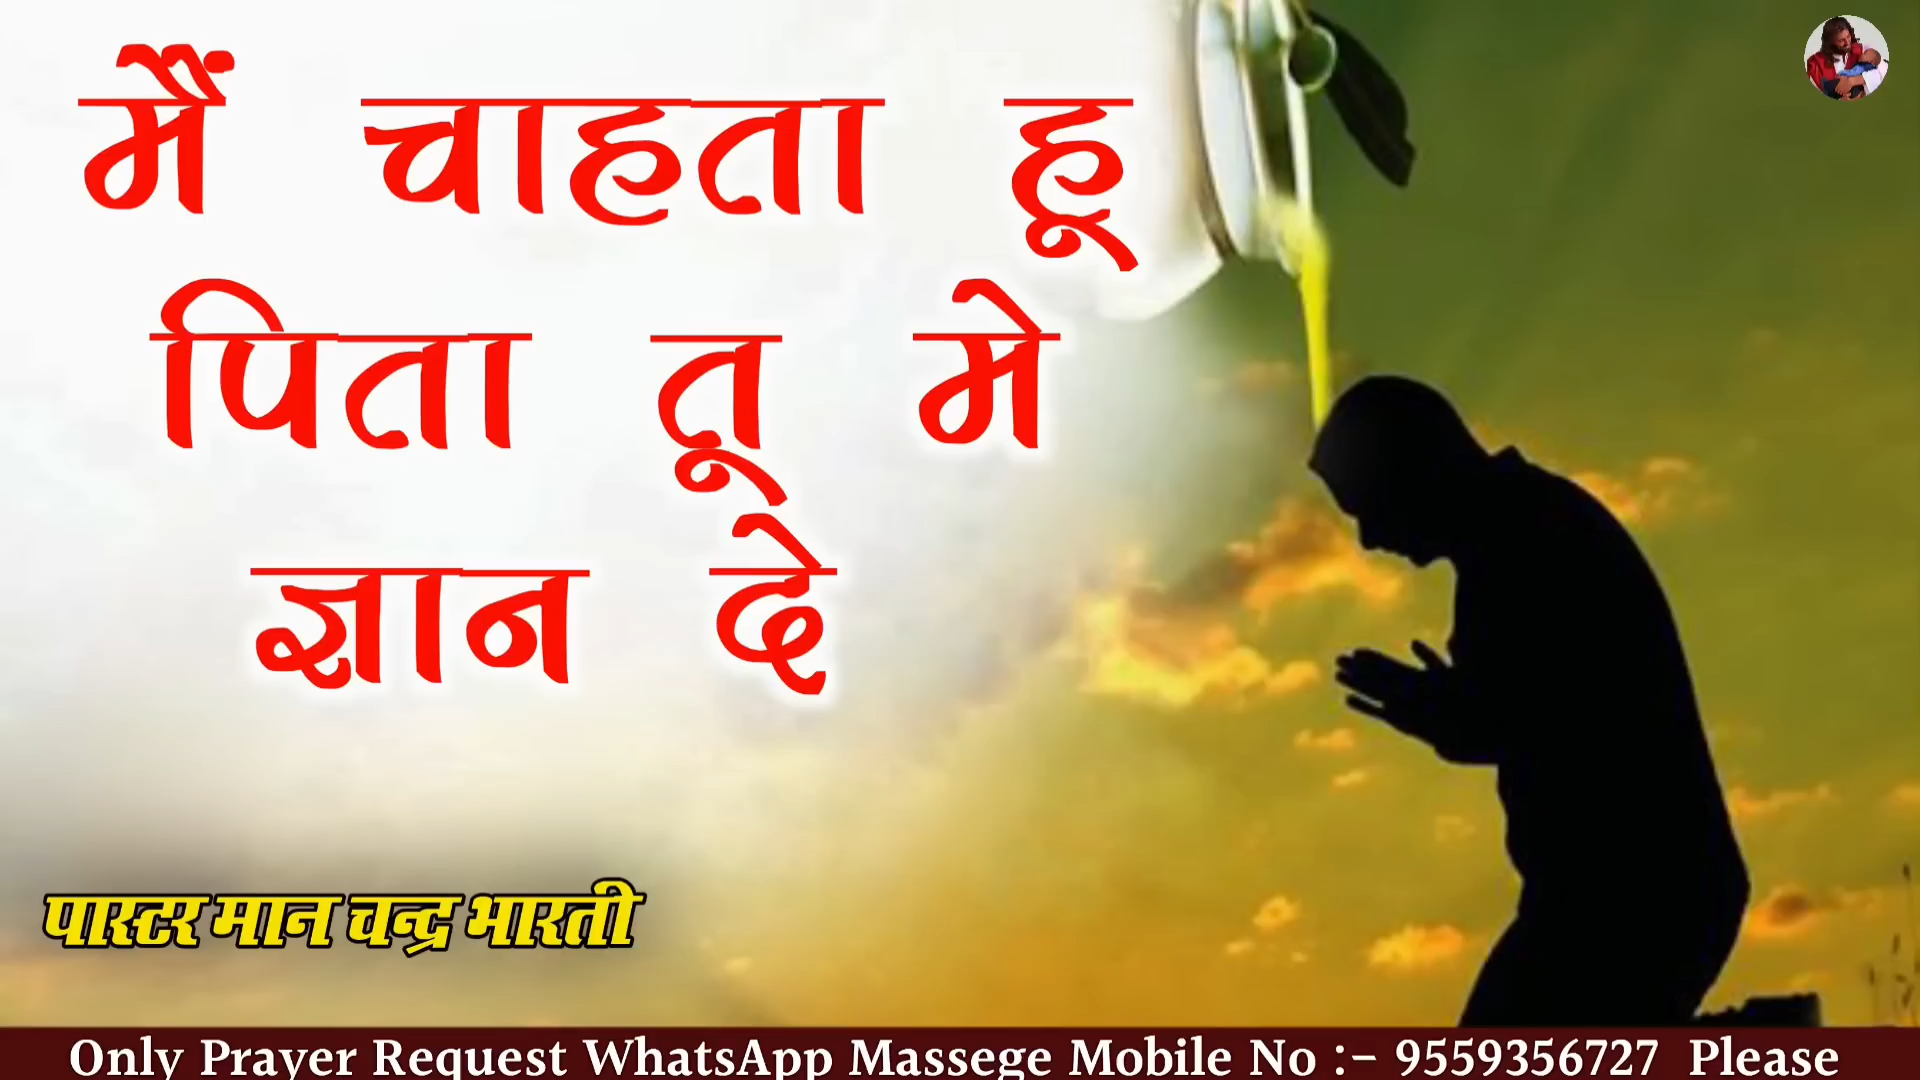 मैं चाहता हू
पिता तू मे
ज्ञान दे
पास्टर मान चन्द्र भारती
Only Prayer Request WhatsApp Massege Mobile No :- 9559356727 Please